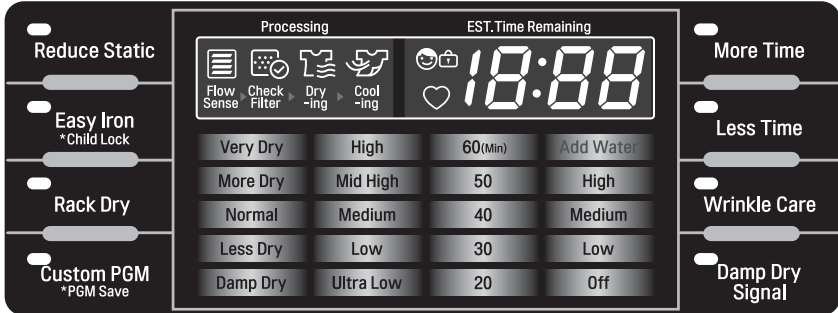 Processing
EST.Time Remaining
Flow Sense
Check Filter
Dry -ing
Cool -ing
18:88
Reduce Static
Easy Iron
*Child Lock
Rack Dry
Custom PGM
*PGM Save
Very Dry High 60(Min) Add Water
More Dry Mid High 50 High
Normal Medium 40 Medium
Less Dry Low 30 Low
Damp Dry Ultra Low 20 Off
More Time
Less Time
Wrinkle Care
Damp Dry
Signal